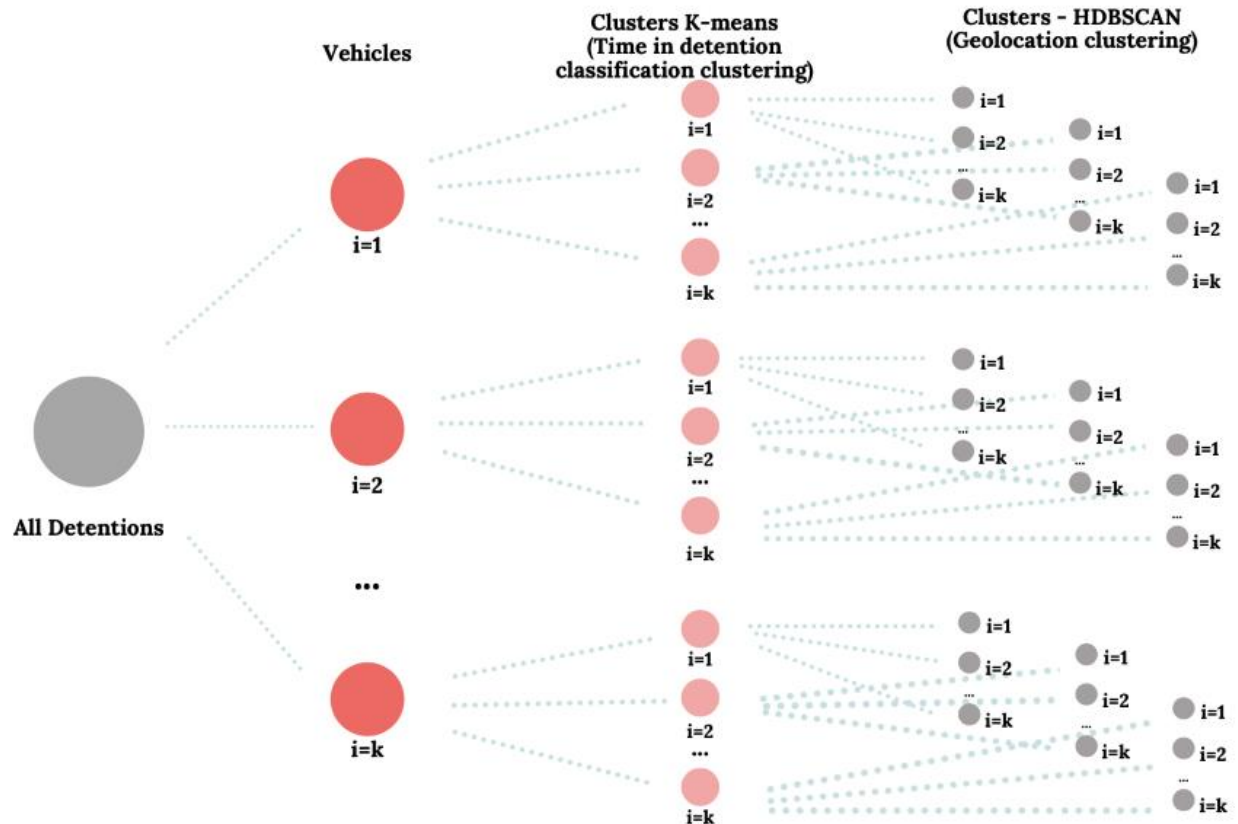 Vehicles
Clusters K-means
(Time in detention
classification clustering)
Clusters - HDBSCAN
(Geolocation clustering)
All Detentions
i=1
i=2
...
i=k
i=1
i=2
...
i=k
i=1
i=2
...
i=k
i=1
i=2
...
i=k
i=1
i=2
...
i=k
i=1
i=2
...
i=k
i=1
i=2
...
i=k
i=1
i=2
...
i=k
i=1
i=2
...
i=k
i=1
i=2
...
i=k
i=1
i=2
...
i=k
i=1
i=2
...
i=k
i=1
i=2
...
i=k